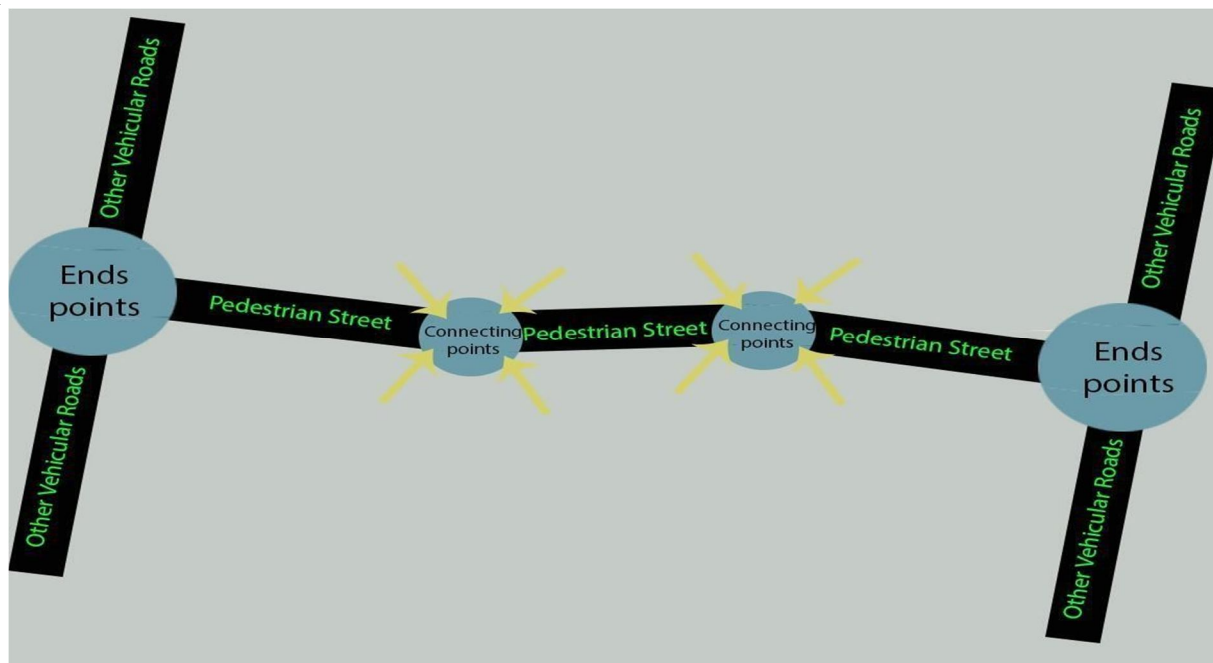 Other Vehicular Roads
Other Vehicular Roads
Ends
points
Pedestrian Street
Connecting
points
Pedestrian Street
Connecting
points
Pedestrian Street
Ends
points
Other Vehicular Roads
Other Vehicular Roads